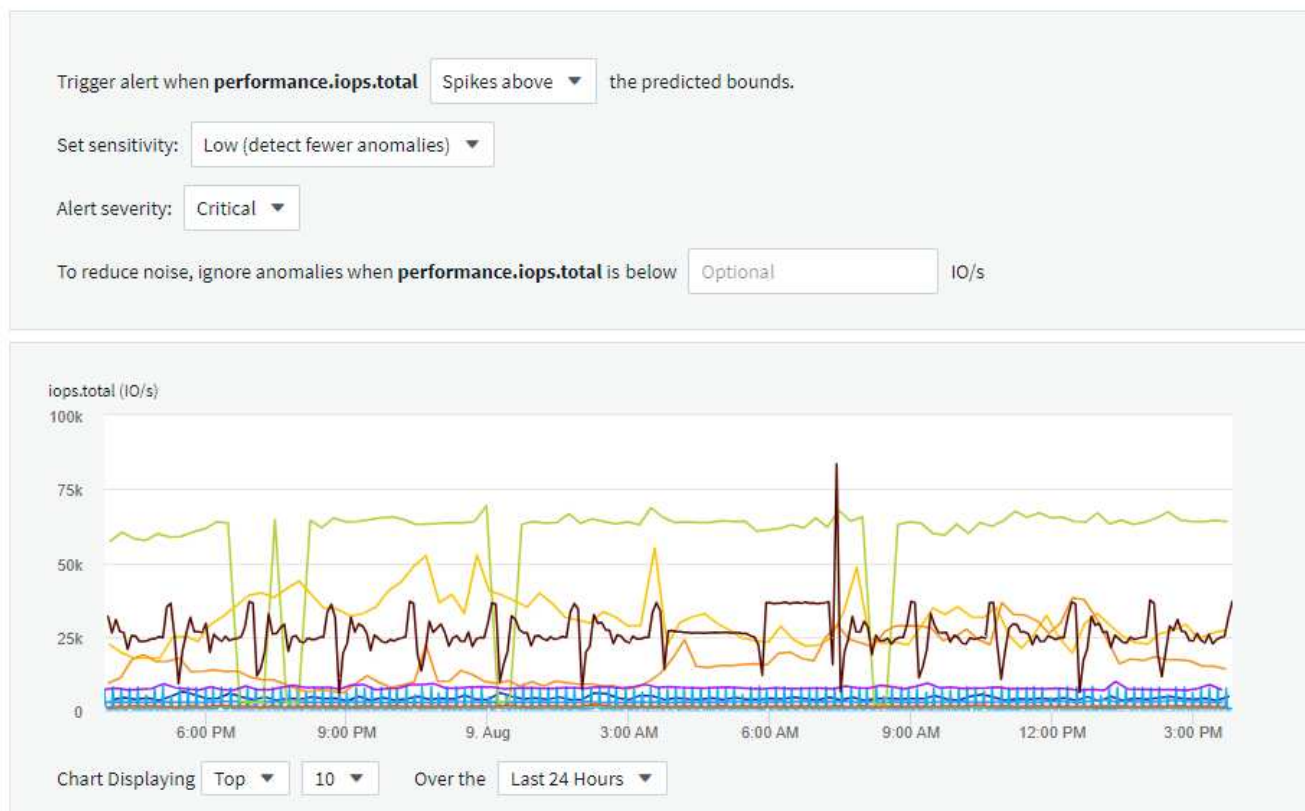 Trigger alert when performance.iops.total Spikes above the predicted bounds.
Set sensitivity: Low (detect fewer anomalies)
Alert severity: Critical
To reduce noise, ignore anomalies when performance.iops.total is below Optional IO/s
iops.total (IO/s)
100k
75k
50k
25k
0
6:00 PM 9:00 PM 9. Aug 3:00 AM 6:00 AM 9:00 AM 12:00 PM 3:00 PM
Chart Displaying Top 10 Over the Last 24 Hours